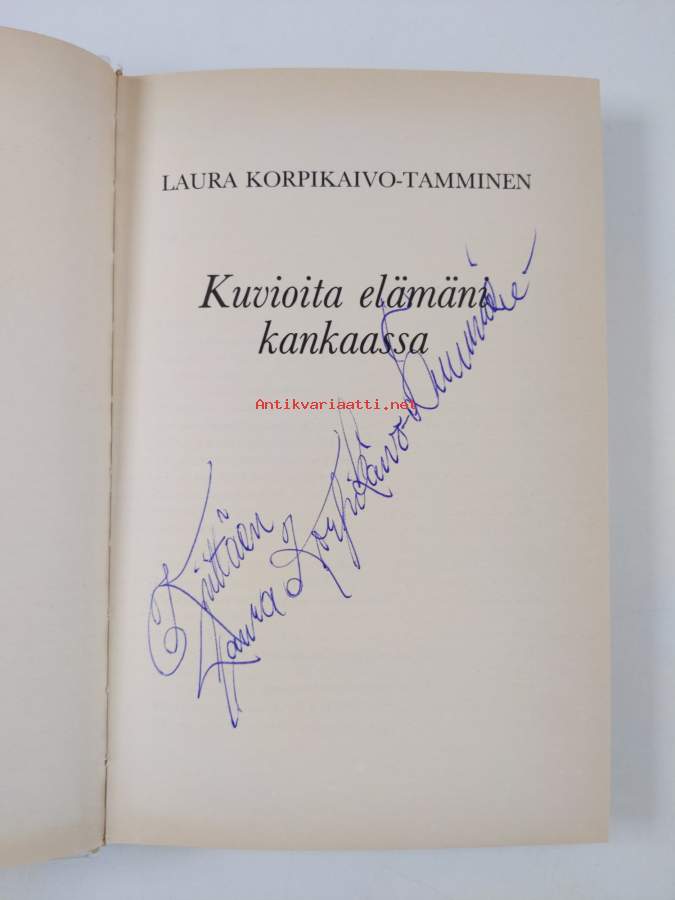 LAURA KORPIKAIVO-TAMMINEN
Kuvioita elämäni
kankaassa
Antikvariaatti.net
Kiittäen
Laura Korpikaivo-Tamminen